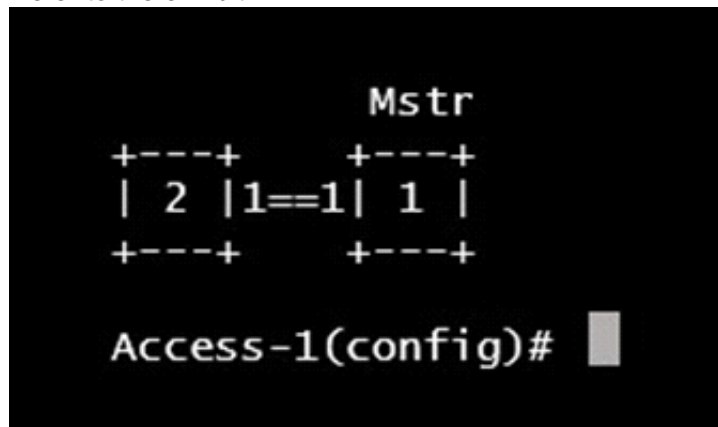 Mstr
+---+ +---+
| 2 |1==1| 1 |
+---+ +---+
Access-1(config)#